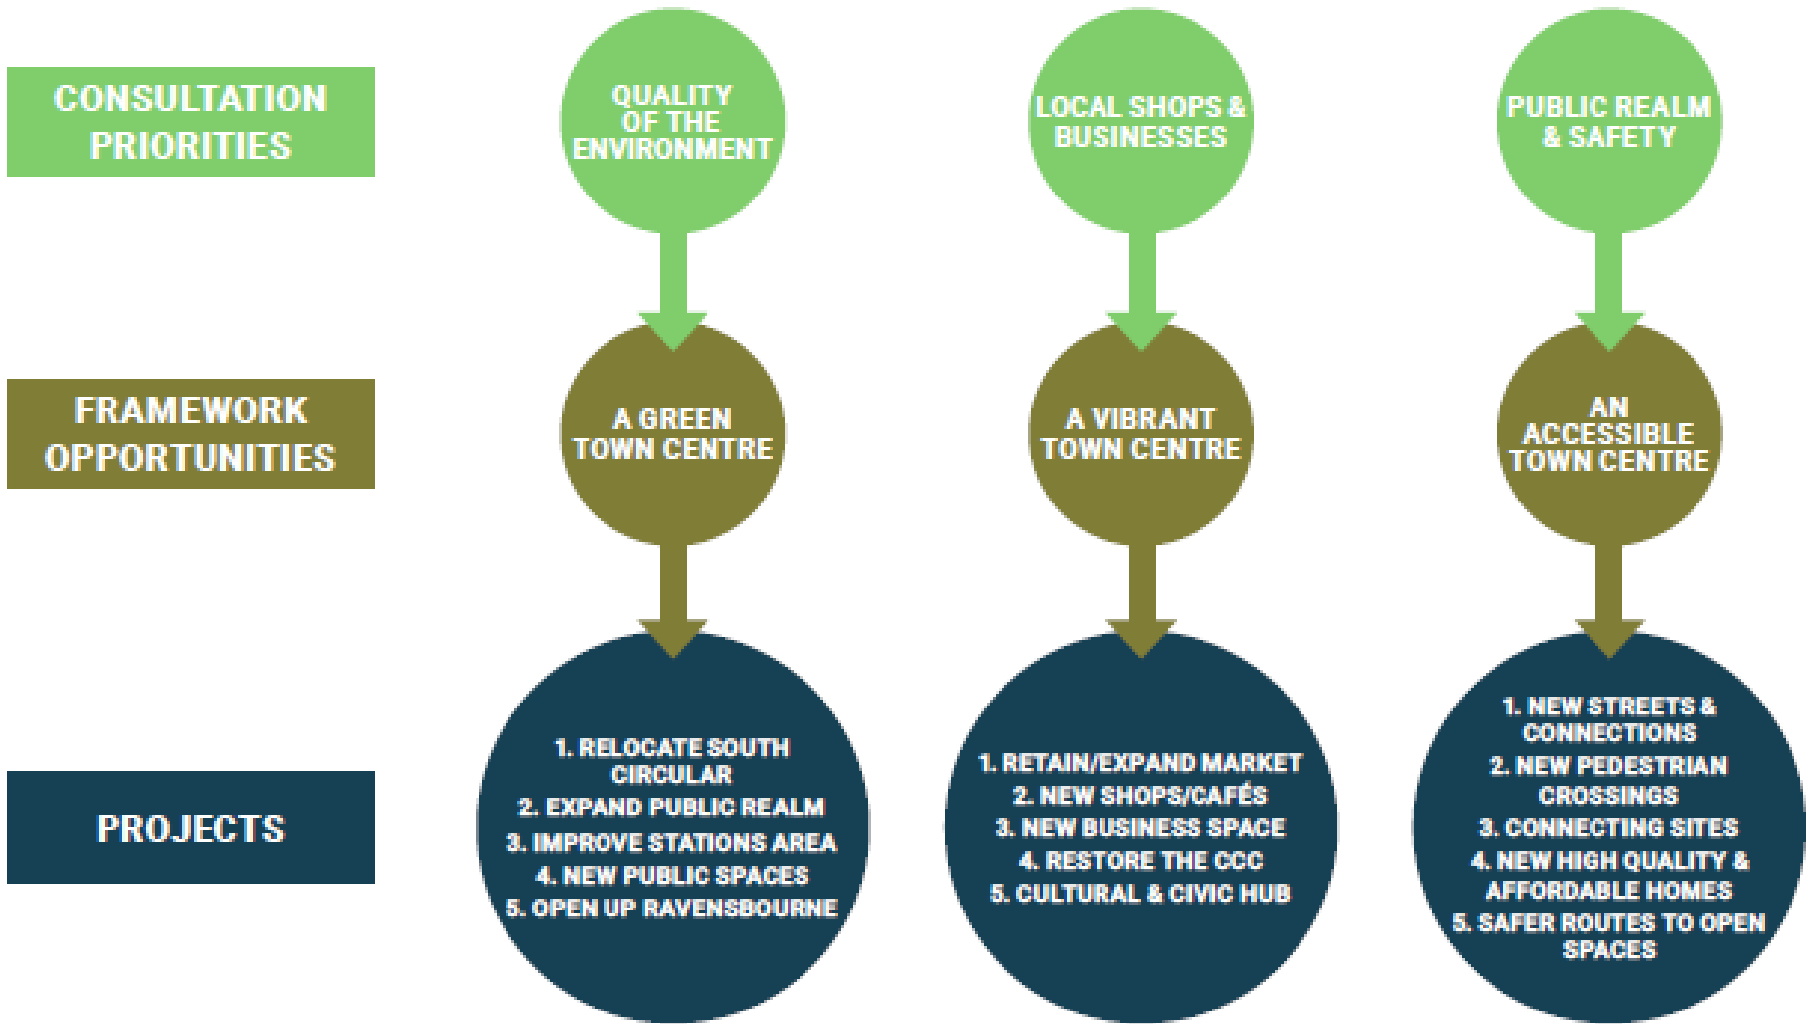 CONSULTATION
PRIORITIES
QUALITY
OF THE
ENVIRONMENT
LOCAL SHOPS &
BUSINESSES
PUBLIC REALM
& SAFETY
FRAMEWORK
OPPORTUNITIES
A GREEN
TOWN CENTRE
A VIBRANT
TOWN CENTRE
AN
ACCESSIBLE
TOWN CENTRE
PROJECTS
1. RELOCATE SOUTH
CIRCULAR
2. EXPAND PUBLIC REALM
3. IMPROVE STATIONS AREA
4. NEW PUBLIC SPACES
5. OPEN UP RAVENSBOURNE
1. RETAIN/EXPAND MARKET
2. NEW SHOPS/CAFÉS
3. NEW BUSINESS SPACE
4. RESTORE THE CCC
5. CULTURAL & CIVIC HUB
1. NEW STREETS &
CONNECTIONS
2. NEW PEDESTRIAN
CROSSINGS
3. CONNECTING SITES
4. NEW HIGH QUALITY &
AFFORDABLE HOMES
5. SAFER ROUTES TO OPEN
SPACES